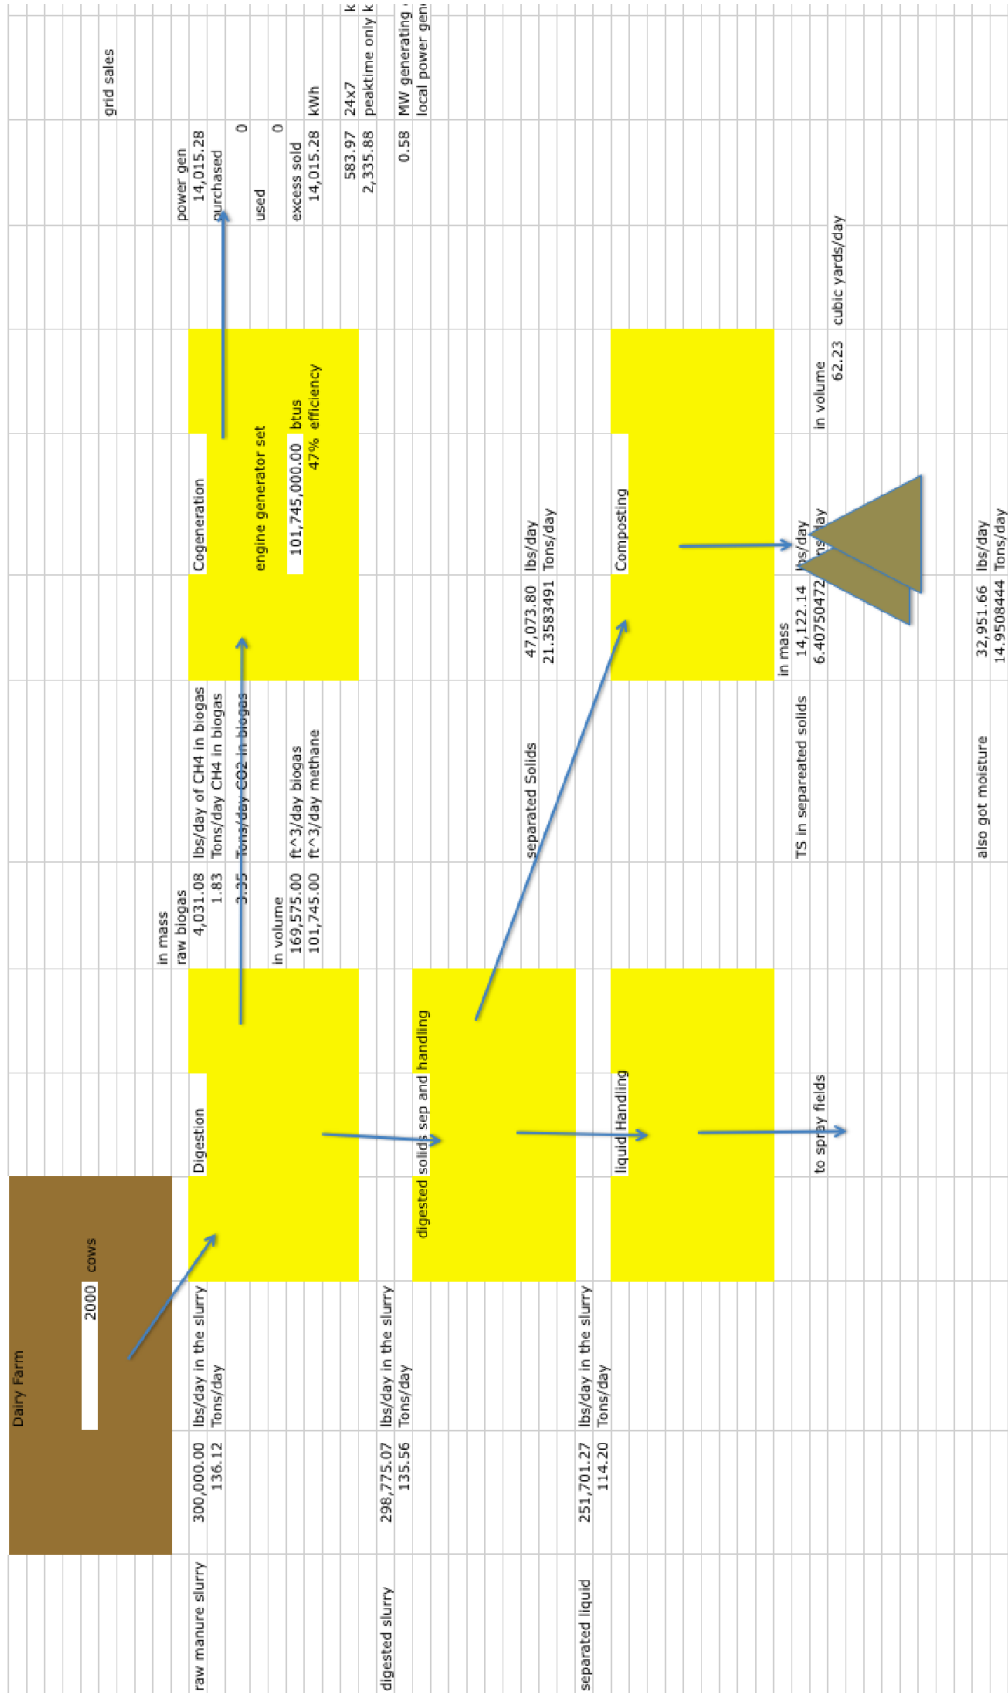 Dairy Farm
2000 cows
grid sales
in mass
raw manure slurry 300,000.00 lbs/day in the slurry
136.12 Tons/day
Digestion
raw biogas
4,031.08 lbs/day of CH4 in biogas
1.83 Tons/day CH4 in biogas
3.35 Tons/day CO2 in biogas
in volume
169,575.00 ft^3/day biogas
101,745.00 ft^3/day methane
Cogeneration
engine generator set
101,745,000.00 btus
47% efficiency
power gen
14,015.28
purchased
0
used
0
excess sold
14,015.28 kWh
583.97 24x7 k
2,335.88 peaktime only k
0.58 MW generating
local power gen
digested slurry 298,775.07 lbs/day in the slurry
135.56 Tons/day
digested solids sep and handling
separated Solids 47,073.80 lbs/day
21.3583491 Tons/day
separated liquid 251,701.27 lbs/day in the slurry
114.20 Tons/day
liquid Handling
Composting
in mass
TS in sepereated solids 14,122.14 lbs/day
6.40750472
to spray fields
in volume
62.23 cubic yards/day
also got moisture 32,951.66 lbs/day
14.9508444 Tons/day